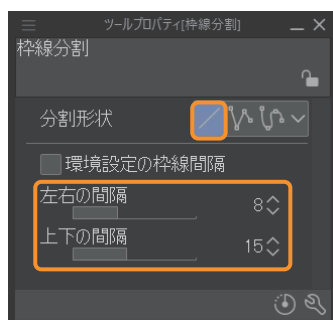 ツールプロパティ[枠線分割]
枠線分割
分割形状
環境設定の枠線間隔
左右の間隔 8
上下の間隔 15